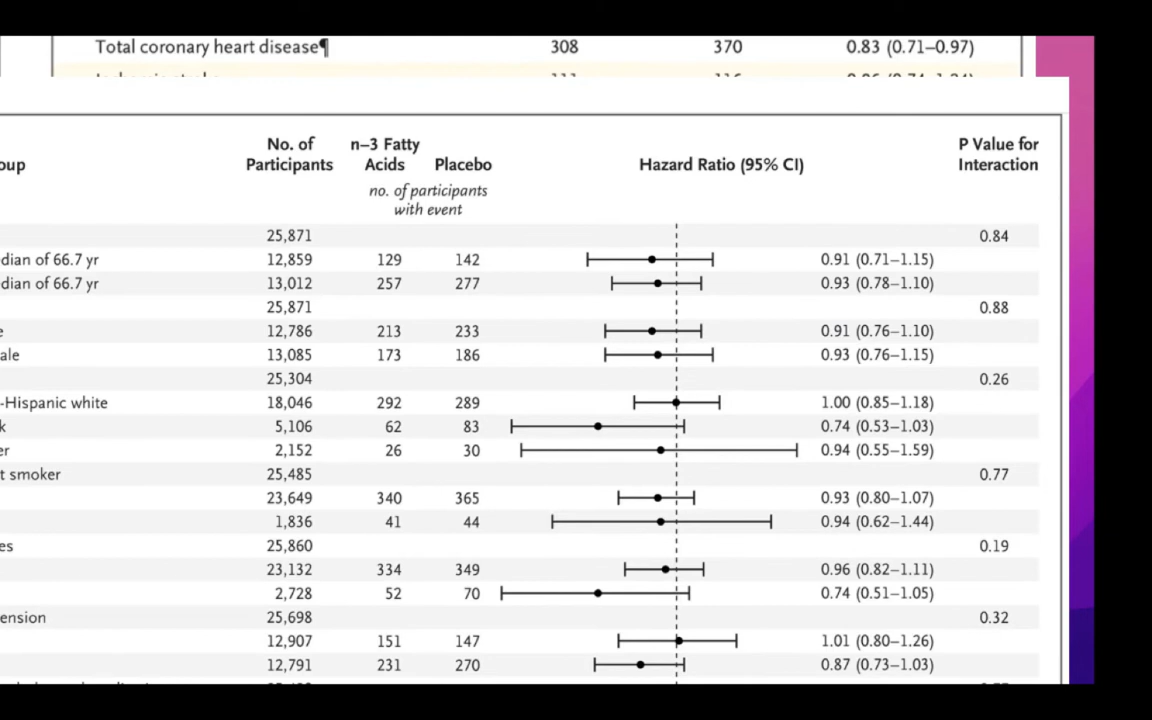 Total coronary heart disease¶ 308 370 0.83 (0.71–0.97)
No. of n–3 Fatty P Value for
oup Participants Acids Placebo Hazard Ratio (95% CI) Interaction
no. of participants
with event
25,871 0.84
dian of 66.7 yr 12,859 129 142 0.91 (0.71–1.15)
dian of 66.7 yr 13,012 257 277 0.93 (0.78–1.10)
25,871 0.88
e 12,786 213 233 0.91 (0.76–1.10)
ale 13,085 173 186 0.93 (0.76–1.15)
25,304 0.26
-Hispanic white 18,046 292 289 1.00 (0.85–1.18)
k 5,106 62 83 0.74 (0.53–1.03)
er 2,152 26 30 0.94 (0.55–1.59)
t smoker 25,485 0.77
23,649 340 365 0.93 (0.80–1.07)
1,836 41 44 0.94 (0.62–1.44)
es 25,860 0.19
23,132 334 349 0.96 (0.82–1.11)
2,728 52 70 0.74 (0.51–1.05)
ension 25,698 0.32
12,907 151 147 1.01 (0.80–1.26)
12,791 231 270 0.87 (0.73–1.03)